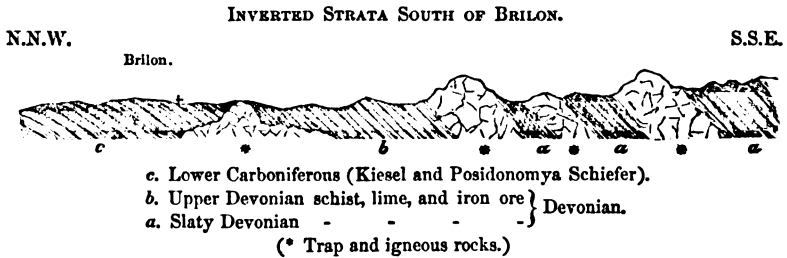 Inverted Strata South of Brilon.
N.N.W. S.S.E.
Brilon.
c * b * a * a * a
c. Lower Carboniferous (Kiesel and Posidonomya Schiefer).
b. Upper Devonian schist, lime, and iron ore } Devonian.
a. Slaty Devonian - - - -
(* Trap and igneous rocks.)